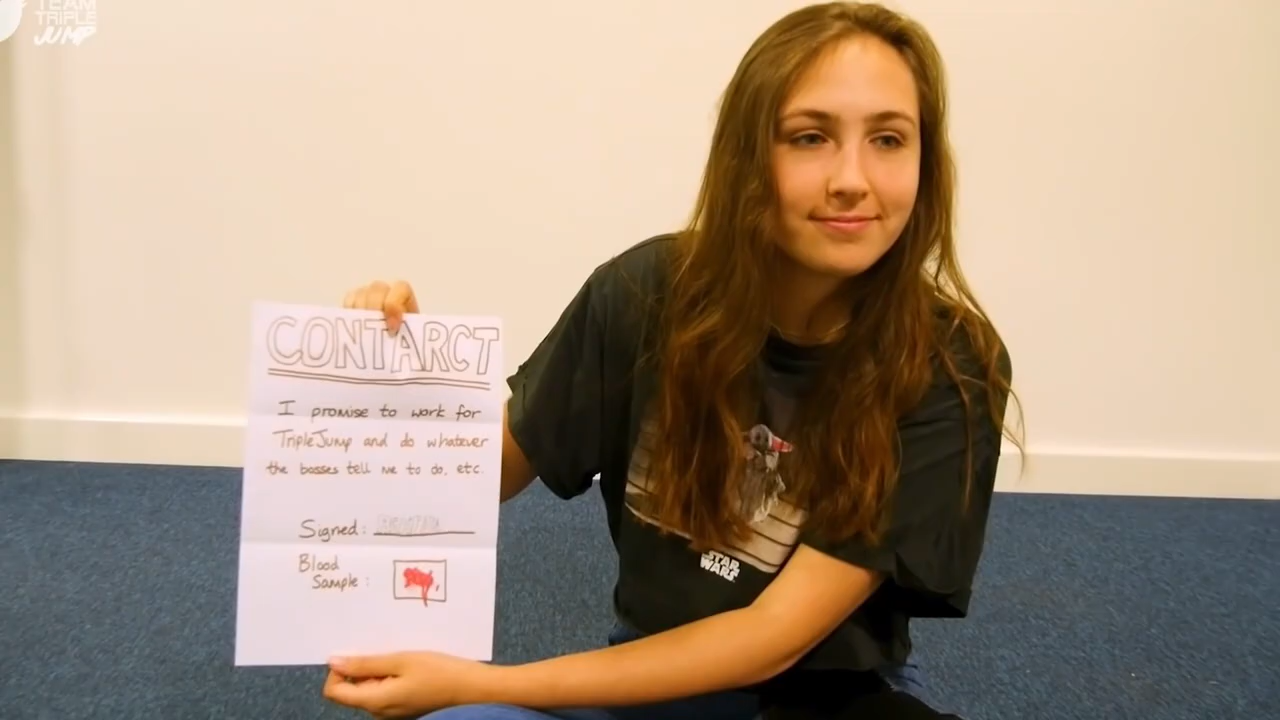 TEAM
TRIPLE
JUMP
CONTARCT
I promise to work for
TripleJump and do whatever
the bosses tell me to do, etc.
Signed:
Blood
Sample:
STAR
WARS